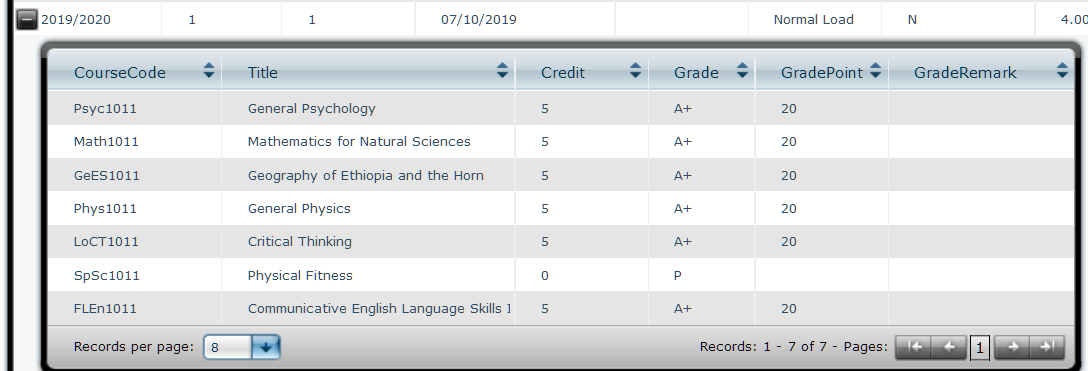 2019/2020 1 1 07/10/2019 Normal Load N 4.00
CourseCode Title Credit Grade GradePoint GradeRemark
Psyc1011 General Psychology 5 A+ 20
Math1011 Mathematics for Natural Sciences 5 A+ 20
GeES1011 Geography of Ethiopia and the Horn 5 A+ 20
Phys1011 General Physics 5 A+ 20
LoCT1011 Critical Thinking 5 A+ 20
SpSc1011 Physical Fitness 0 P
FLEn1011 Communicative English Language Skills I 5 A+ 20
Records per page: 8 Records: 1 - 7 of 7 - Pages: 1